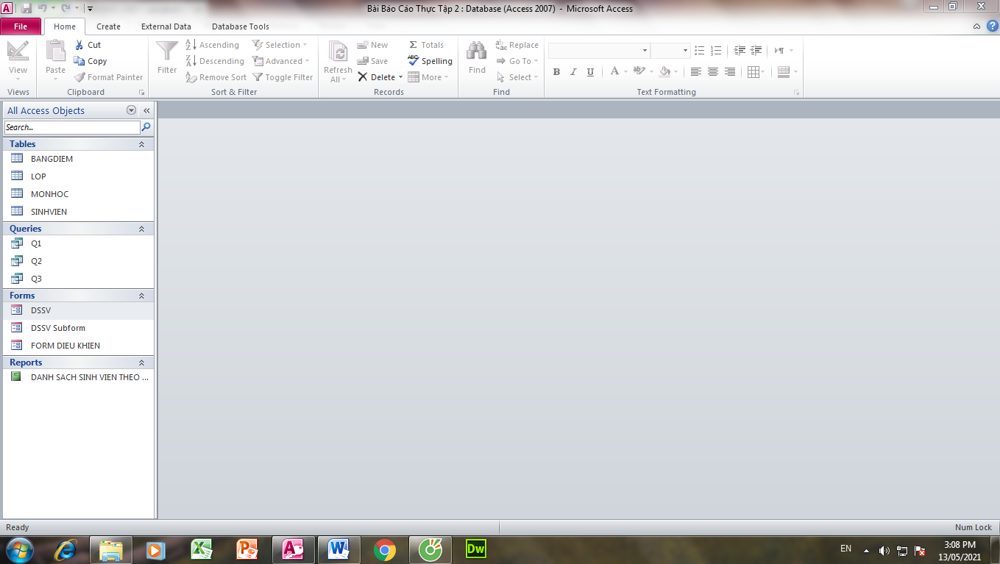 Bài Báo Cáo Thực Tập 2 : Database (Access 2007) - Microsoft Access
File Home Create External Data Database Tools
View
Views
Paste
Cut
Copy
Format Painter
Clipboard
Filter
Ascending
Descending
Remove Sort
Selection
Advanced
Toggle Filter
Sort & Filter
Refresh
All
New
Save
Delete
Totals
Spelling
More
Records
Find
Replace
Go To
Select
Find
B I U A
Text Formatting
All Access Objects
Search...
Tables
BANGDIEM
LOP
MONHOC
SINHVIEN
Queries
Q1
Q2
Q3
Forms
DSSV
DSSV Subform
FORM DIEU KHIEN
Reports
DANH SACH SINH VIEN THEO ...
Ready
Num Lock
Dw
EN
3:08 PM
13/05/2021